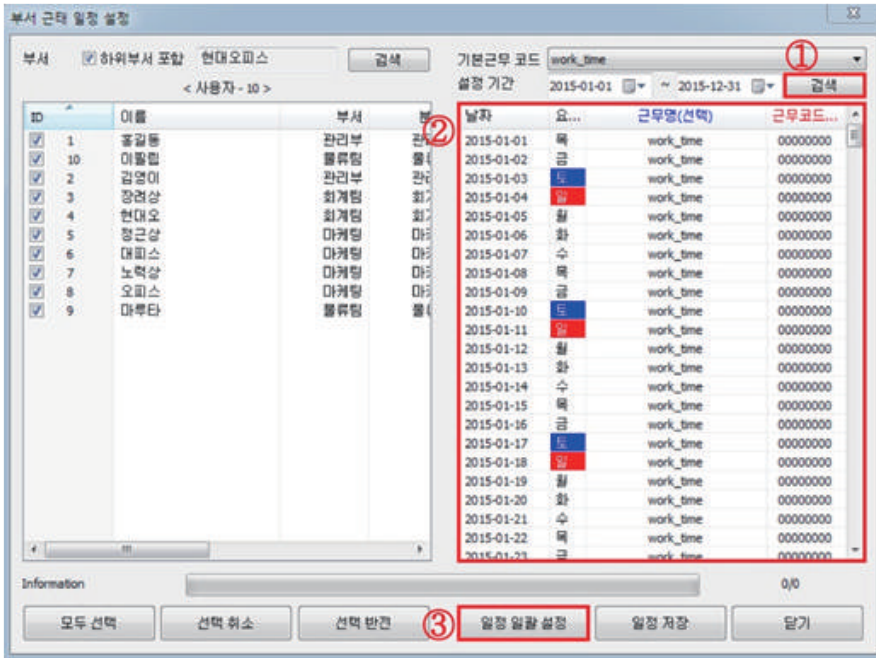 부서 근태 일정 설정
부서 하위부서 포함 현대오피스 검색
< 사용자 - 10 >
ID 이름 부서
1 홍길동 관리부
10 이필립 물류팀
2 김영미 관리부
3 장려상 회계팀
4 현대오 회계팀
5 정근상 마케팅
6 대피스 마케팅
7 노력상 마케팅
8 오피스 마케팅
9 마루타 물류팀
기본근무 코드 work_time
①
설정 기간 2015-01-01 ~ 2015-12-31 검색
②
날짜 요... 근무명(선택) 근무코드...
2015-01-01 목 work_time 00000000
2015-01-02 금 work_time 00000000
2015-01-03 토 work_time 00000000
2015-01-04 일 work_time 00000000
2015-01-05 월 work_time 00000000
2015-01-06 화 work_time 00000000
2015-01-07 수 work_time 00000000
2015-01-08 목 work_time 00000000
2015-01-09 금 work_time 00000000
2015-01-10 토 work_time 00000000
2015-01-11 일 work_time 00000000
2015-01-12 월 work_time 00000000
2015-01-13 화 work_time 00000000
2015-01-14 수 work_time 00000000
2015-01-15 목 work_time 00000000
2015-01-16 금 work_time 00000000
2015-01-17 토 work_time 00000000
2015-01-18 일 work_time 00000000
2015-01-19 월 work_time 00000000
2015-01-20 화 work_time 00000000
2015-01-21 수 work_time 00000000
2015-01-22 목 work_time 00000000
2015-01-23 금 work_time 00000000
Information 0/0
모두 선택 선택 취소 선택 반전 ③ 일정 일괄 설정 일정 저장 닫기